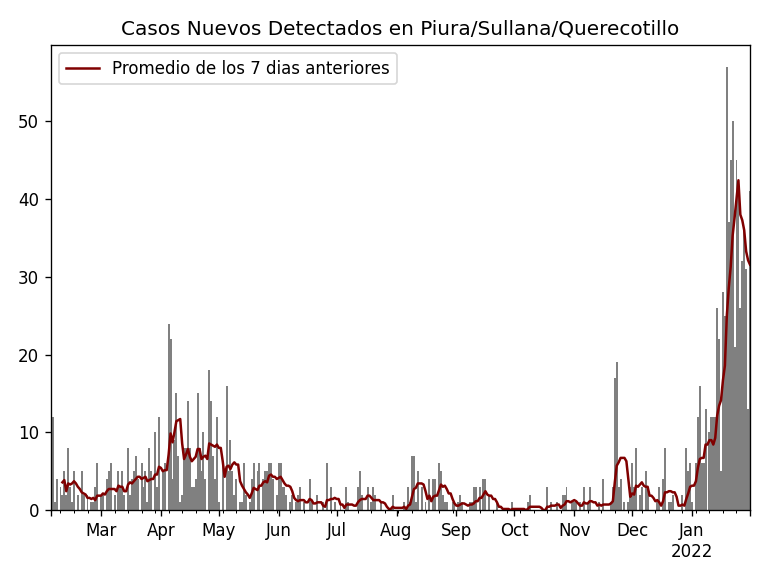 Casos Nuevos Detectados en Piura/Sullana/Querecotillo
Promedio de los 7 dias anteriores
50
40
30
20
10
0
Mar Apr May Jun Jul Aug Sep Oct Nov Dec Jan
2022